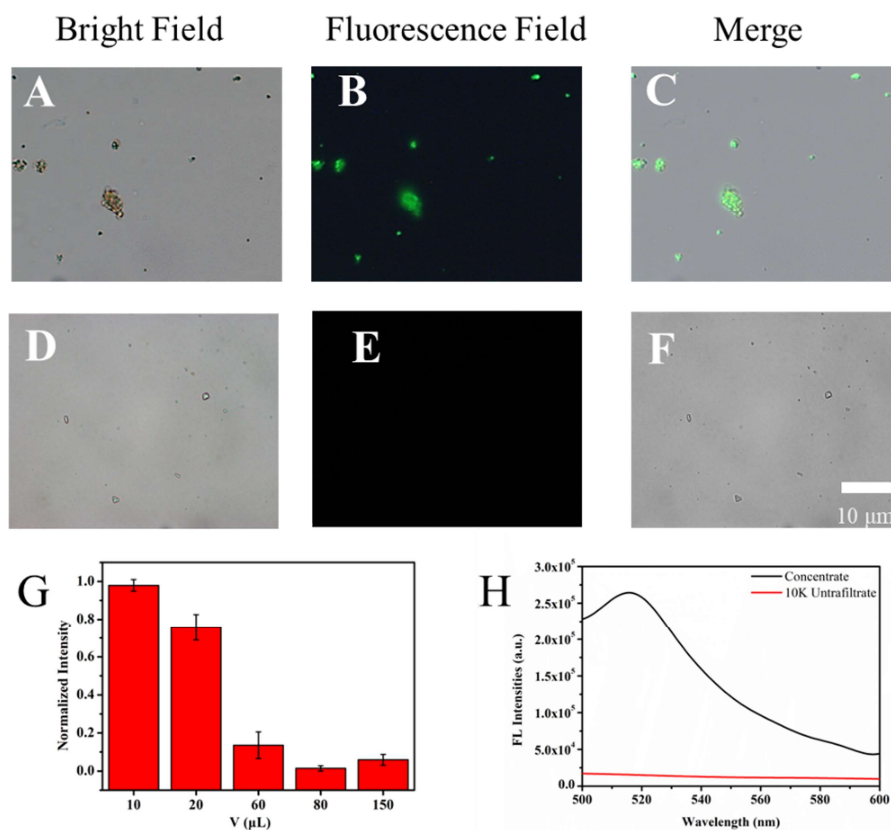 Bright Field
Fluorescence Field
Merge
A
B
C
D
E
F
10 μm
G
Normalized Intensity
1.0
0.8
0.6
0.4
0.2
0.0
10
20
60
80
150
V (μL)
H
FL Intensities (a.u.)
3.0x10⁵
2.5x10⁵
2.0x10⁵
1.5x10⁵
1.0x10⁵
5.0x10⁴
0.0
Concentrate
10K Untrafiltrate
500
520
540
560
580
600
Wavelength (nm)